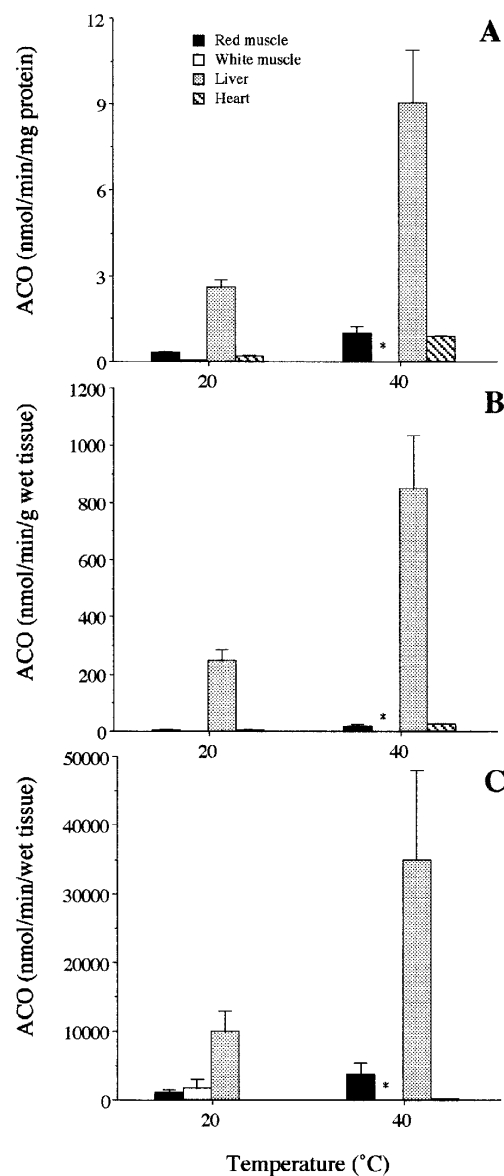 A
12
9
6
3
0
ACO (nmol/min/mg protein)
Red muscle
White muscle
Liver
Heart
*
20
40
B
1200
1000
800
600
400
200
0
ACO (nmol/min/g wet tissue)
*
20
40
C
50000
40000
30000
20000
10000
0
ACO (nmol/min/wet tissue)
*
20
40
Temperature (°C)